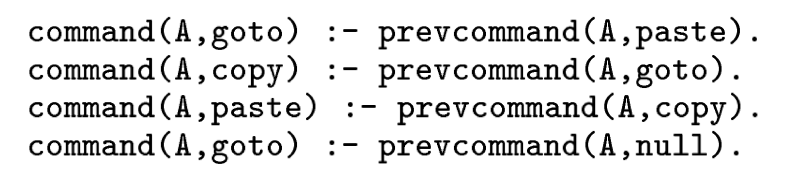 command(A,goto) :- prevcommand(A,paste).
command(A,copy) :- prevcommand(A,goto).
command(A,paste) :- prevcommand(A,copy).
command(A,goto) :- prevcommand(A,null).